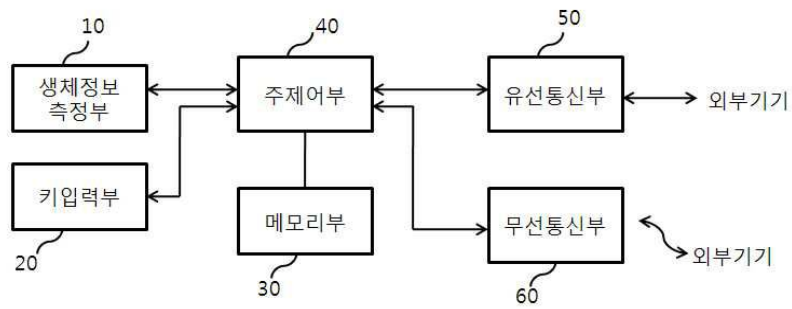 10
40
50
생체정보
측정부
주제어부
유선통신부
외부기기
키입력부
메모리부
무선통신부
외부기기
20
30
60